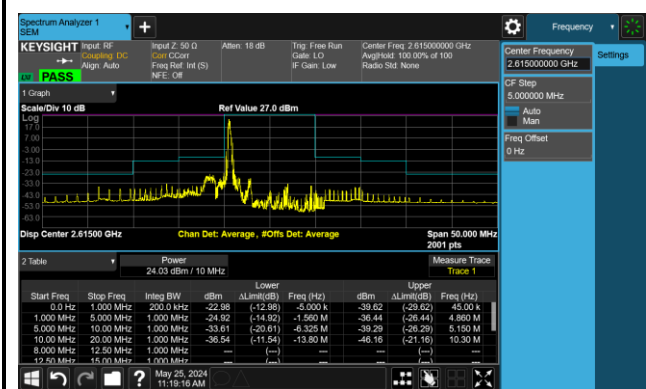 Spectrum Analyzer 1
SEM
+
Frequency
KEYSIGHT
Input: RF
Coupling: DC
Align: Auto
Input Z: 50 Ω
Corr CCorr
Freq Ref: Int (S)
NFE: Off
Atten: 18 dB
Trig: Free Run
Gate: LO
IF Gain: Low
Center Freq: 2.615000000 GHz
Avg|Hold: 100.00% of 100
Radio Std: None
PASS
Center Frequency
2.615000000 GHz
Settings
CF Step
5.000000 MHz
Auto
Man
Freq Offset
0 Hz
1 Graph
Scale/Div 10 dB
Ref Value 27.0 dBm
Log
17.0
7.00
-3.00
-13.0
-23.0
-33.0
-43.0
-53.0
-63.0
Disp Center 2.61500 GHz
Chan Det: Average, #Offs Det: Average
Span 50.000 MHz
2001 pts
2 Table
Power
24.03 dBm / 10 MHz
Measure Trace
Trace 1
Lower Upper
Start Freq Stop Freq Integ BW dBm ΔLimit(dB) Freq (Hz) dBm ΔLimit(dB) Freq (Hz)
0.0 Hz 1.000 MHz 200.0 kHz -22.98 (-12.98) -5.000 k -39.62 (-29.62) 45.00 k
1.000 MHz 5.000 MHz 1.000 MHz -24.92 (-14.92) -1.560 M -36.44 (-26.44) 4.860 M
5.000 MHz 10.00 MHz 1.000 MHz -33.61 (-20.61) -6.325 M -39.29 (-26.29) 5.150 M
10.00 MHz 20.00 MHz 1.000 MHz -36.54 (-11.54) -13.80 M -46.16 (-21.16) 10.30 M
8.000 MHz 12.50 MHz 1.000 MHz --- (---) --- --- (---) ---
12.50 MHz 15.00 MHz 1.000 MHz --- (---) --- --- (---) ---
?
May 25, 2024
11:19:16 AM